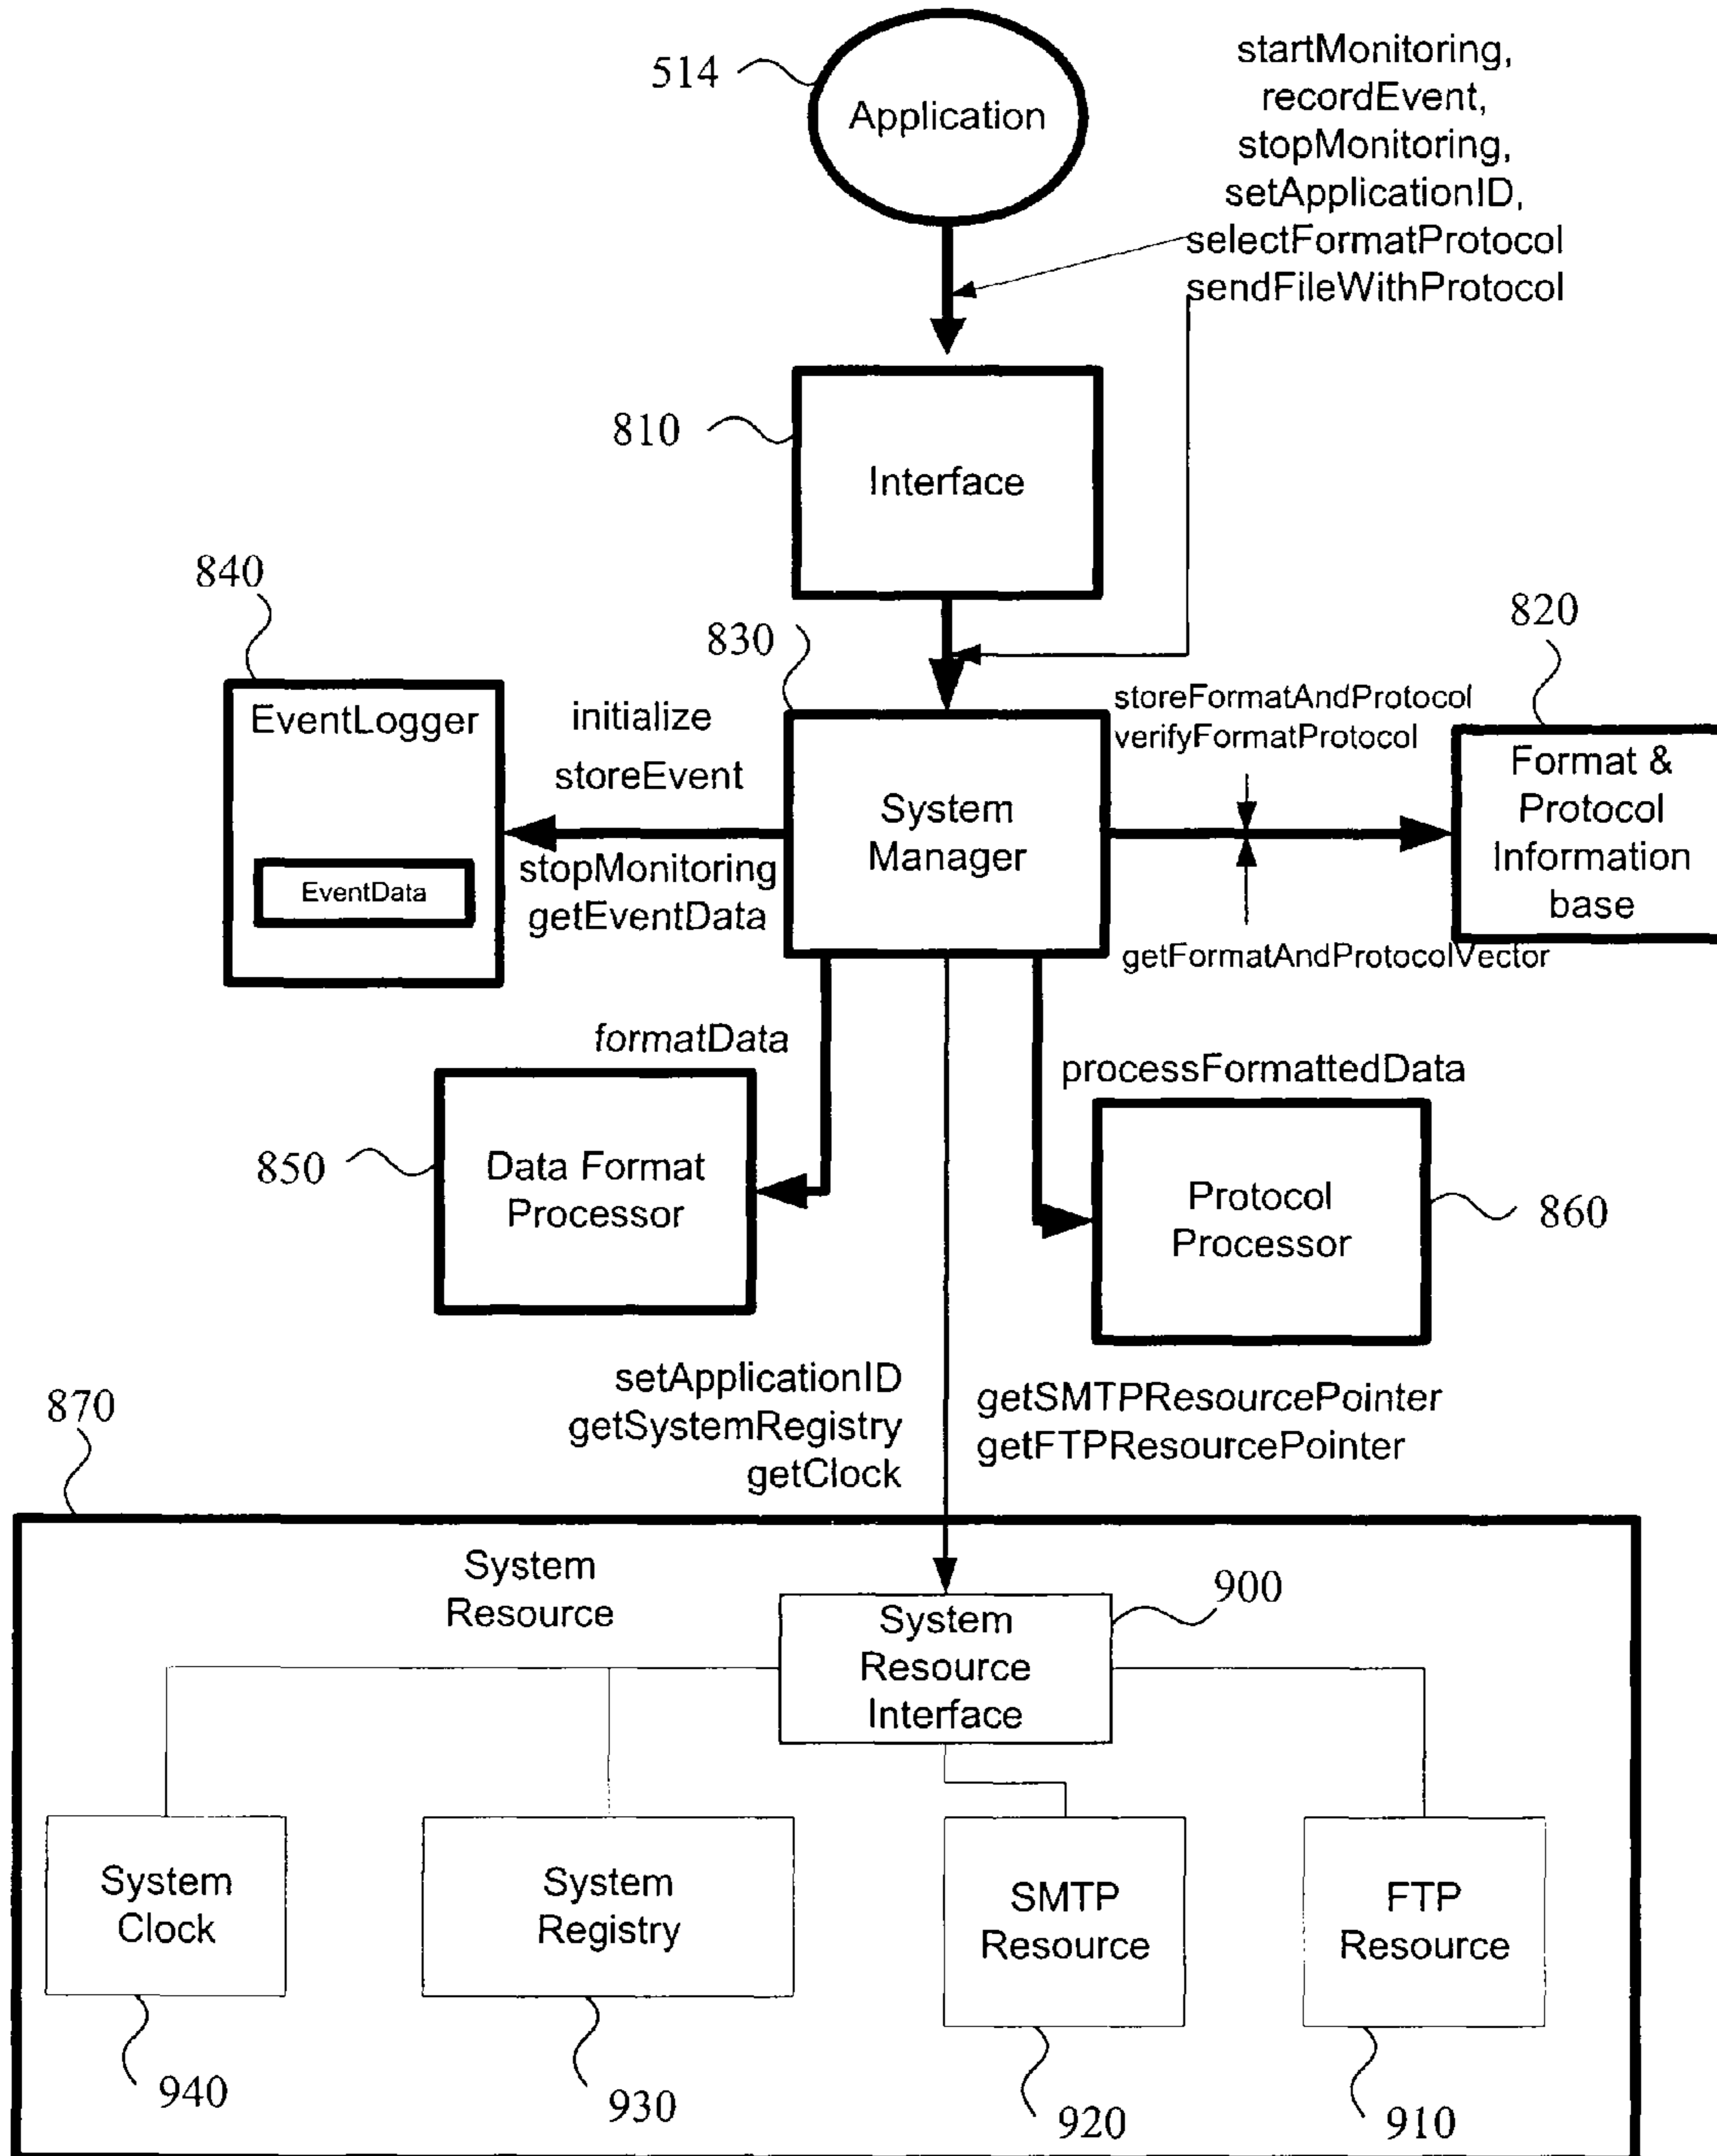 514
Application
startMonitoring,
recordEvent,
stopMonitoring,
setApplicationID,
selectFormatProtocol
sendFileWithProtocol
810
Interface
840
830
820
EventLogger
EventData
initialize
storeEvent
stopMonitoring
getEventData
System
Manager
storeFormatAndProtocol
verifyFormatProtocol
getFormatAndProtocolVector
Format &
Protocol
Information
base
formatData
processFormattedData
850
Data Format
Processor
Protocol
Processor
860
870
setApplicationID
getSystemRegistry
getClock
getSMTPResourcePointer
getFTPResourcePointer
System
Resource
System
Resource
Interface
900
System
Clock
System
Registry
SMTP
Resource
FTP
Resource
940
930
920
910